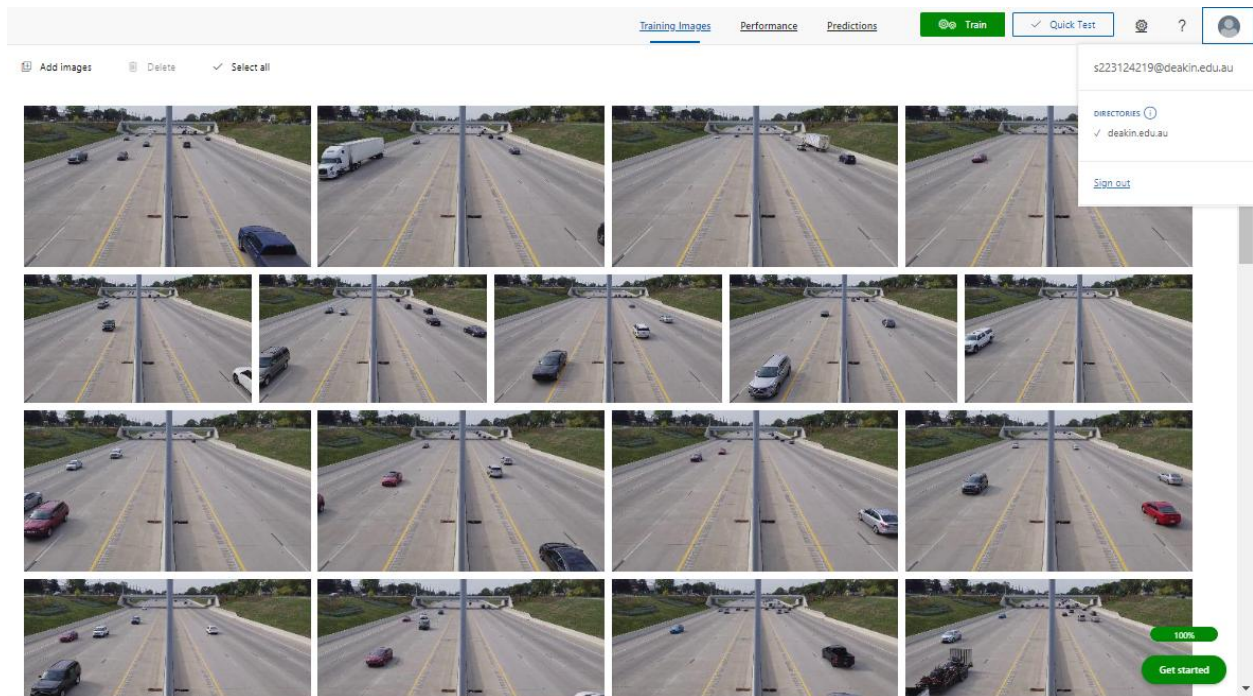 Training Images
Performance
Predictions
Train
Quick Test
?
Add images
Delete
Select all
s223124219@deakin.edu.au
DIRECTORIES
deakin.edu.au
Sign out
100%
Get started